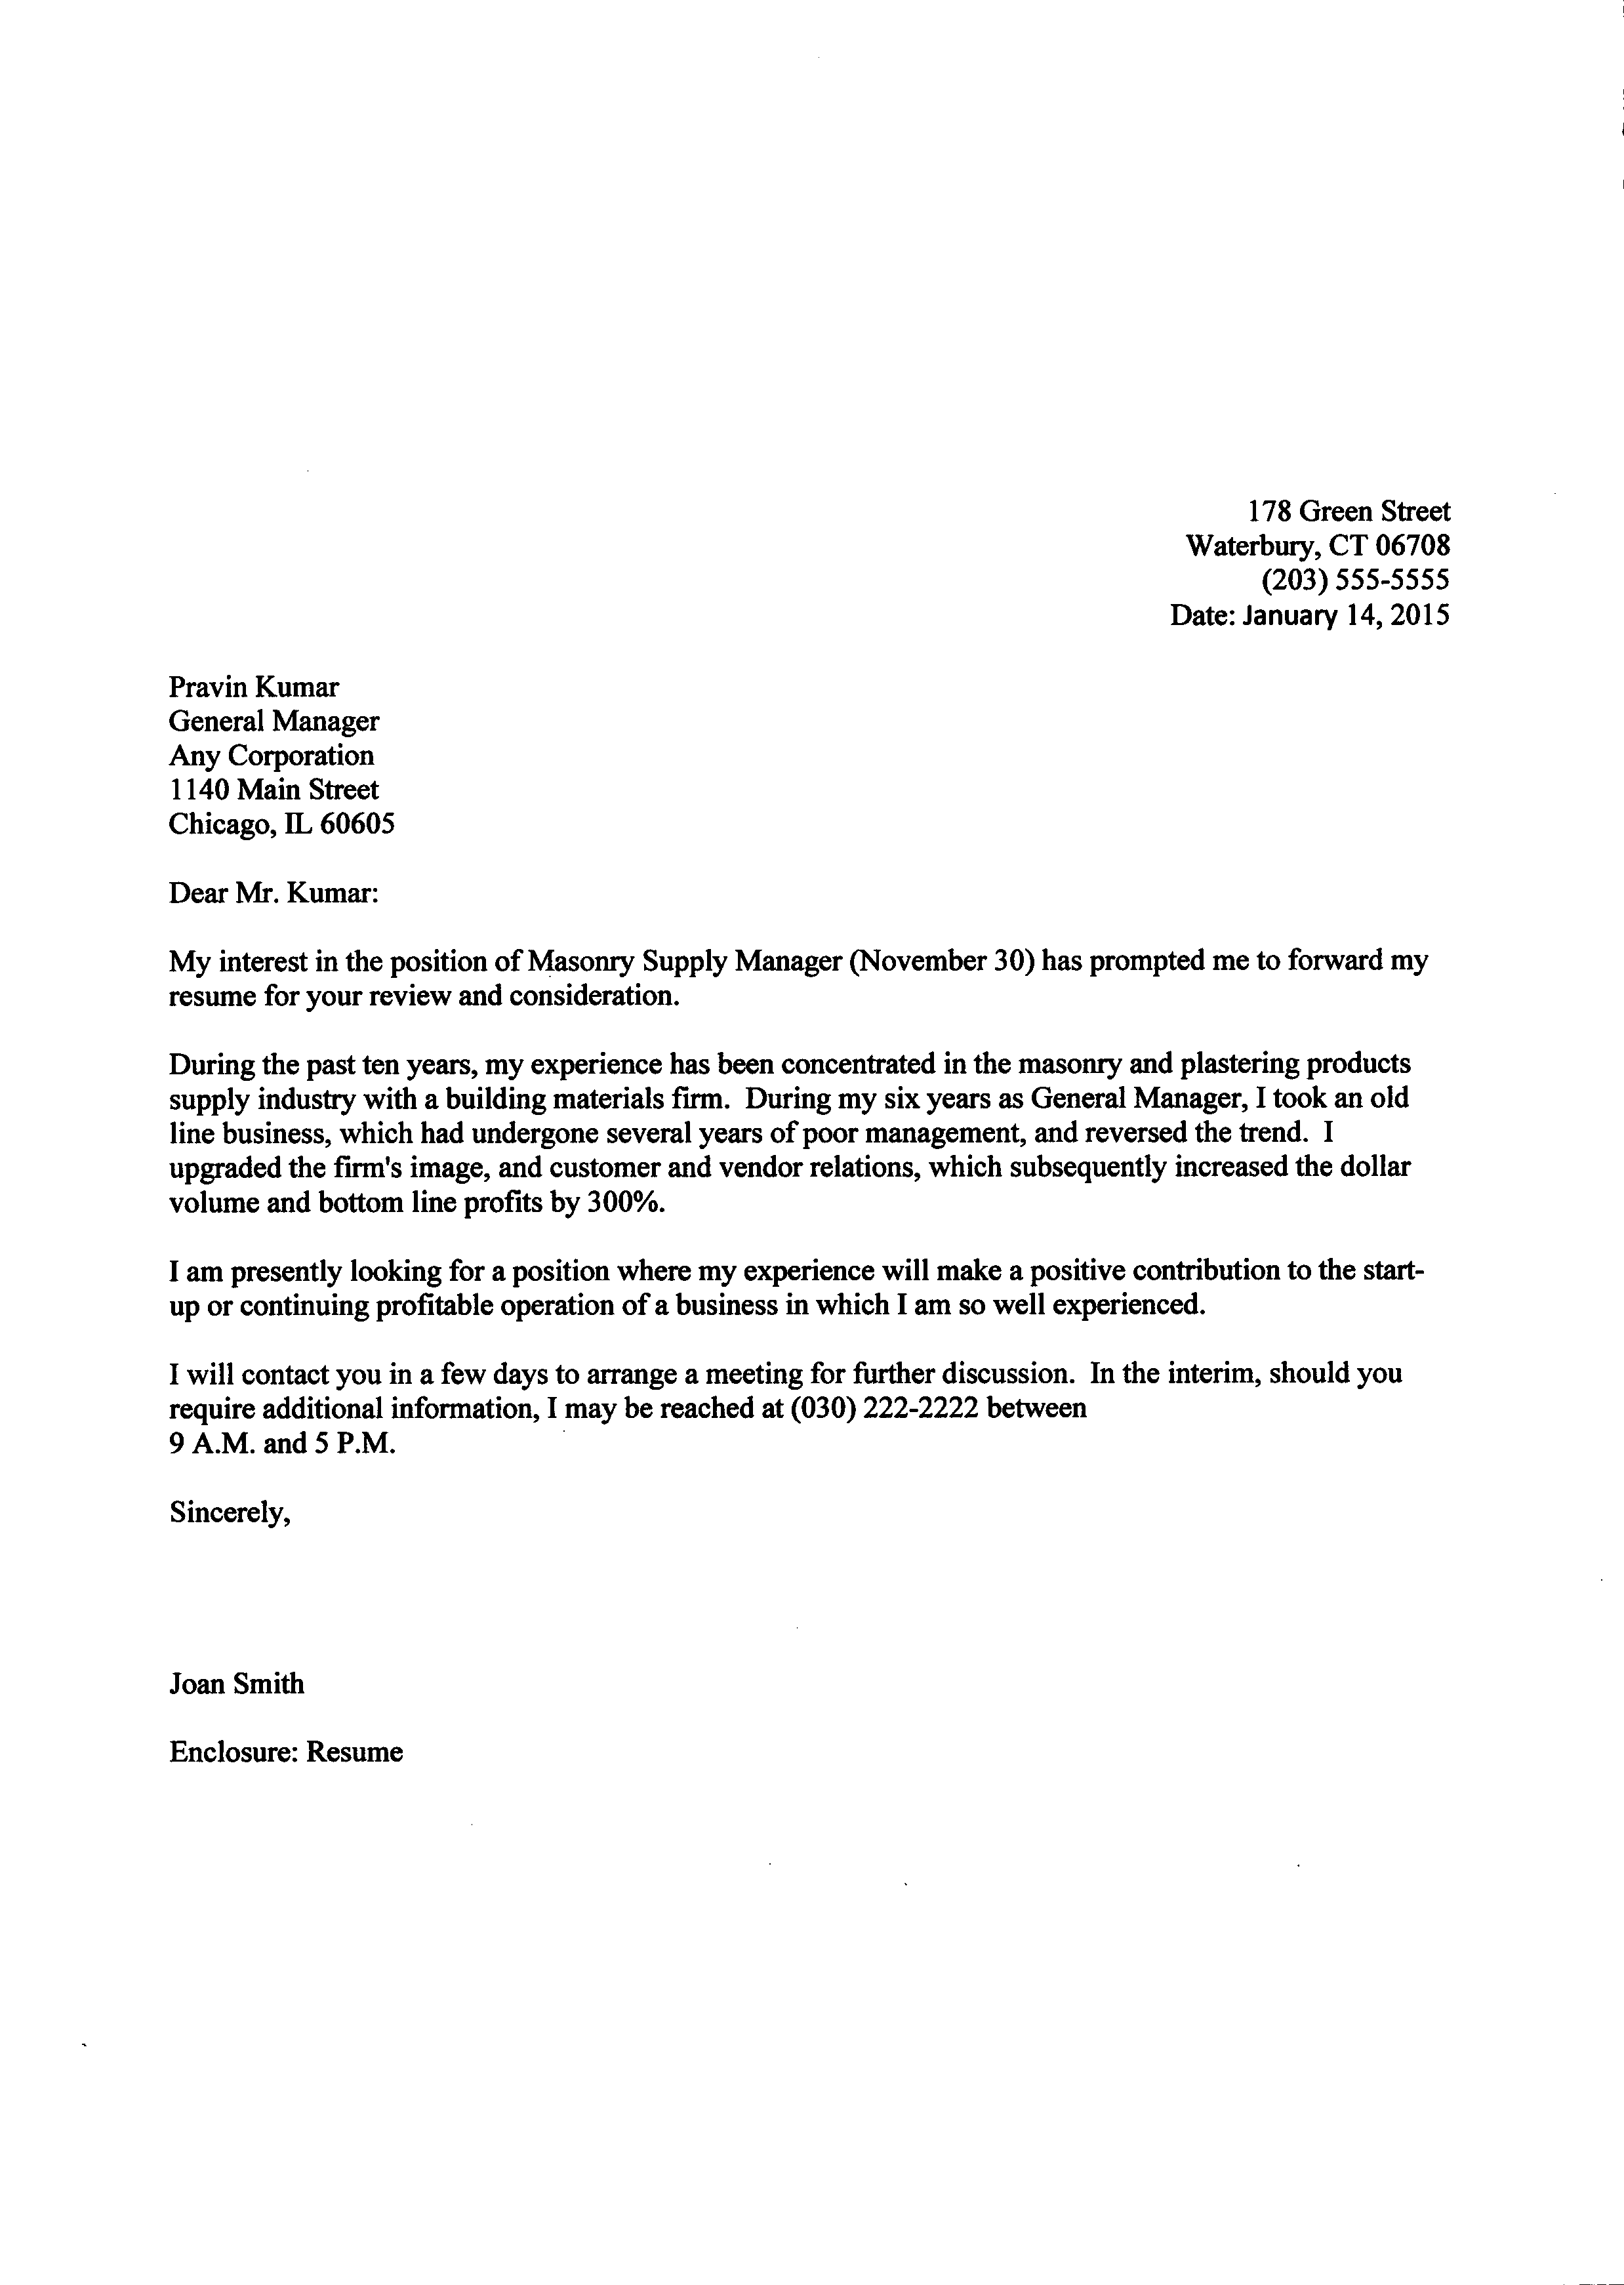 178 Green Street
Waterbury, CT 06708
(203) 555-5555
Date: January 14, 2015
Pravin Kumar
General Manager
Any Corporation
1140 Main Street
Chicago, IL 60605
Dear Mr. Kumar:
My interest in the position of Masonry Supply Manager (November 30) has prompted me to forward my
resume for your review and consideration.
During the past ten years, my experience has been concentrated in the masonry and plastering products
supply industry with a building materials firm.  During my six years as General Manager, I took an old
line business, which had undergone several years of poor management, and reversed the trend.  I
upgraded the firm's image, and customer and vendor relations, which subsequently increased the dollar
volume and bottom line profits by 300%.
I am presently looking for a position where my experience will make a positive contribution to the start-
up or continuing profitable operation of a business in which I am so well experienced.
I will contact you in a few days to arrange a meeting for further discussion.  In the interim, should you
require additional information, I may be reached at (030) 222-2222 between
9 A.M. and 5 P.M.
Sincerely,
Joan Smith
Enclosure: Resume